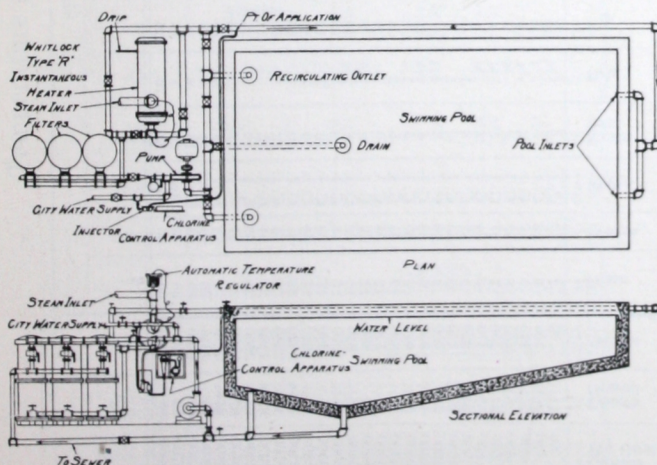 DRIP
PT. OF APPLICATION
WHITLOCK
TYPE 'R'
INSTANTANEOUS
HEATER
STEAM INLET
FILTERS
RECIRCULATING OUTLET
SWIMMING POOL
PUMP
DRAIN
POOL INLETS
CITY WATER SUPPLY
INJECTOR
CHLORINE
CONTROL APPARATUS
PLAN
AUTOMATIC TEMPERATURE
REGULATOR
STEAM INLET
CITY WATER SUPPLY
WATER LEVEL
CHLORINE-
CONTROL APPARATUS
SWIMMING POOL
SECTIONAL ELEVATION
TO SEWER